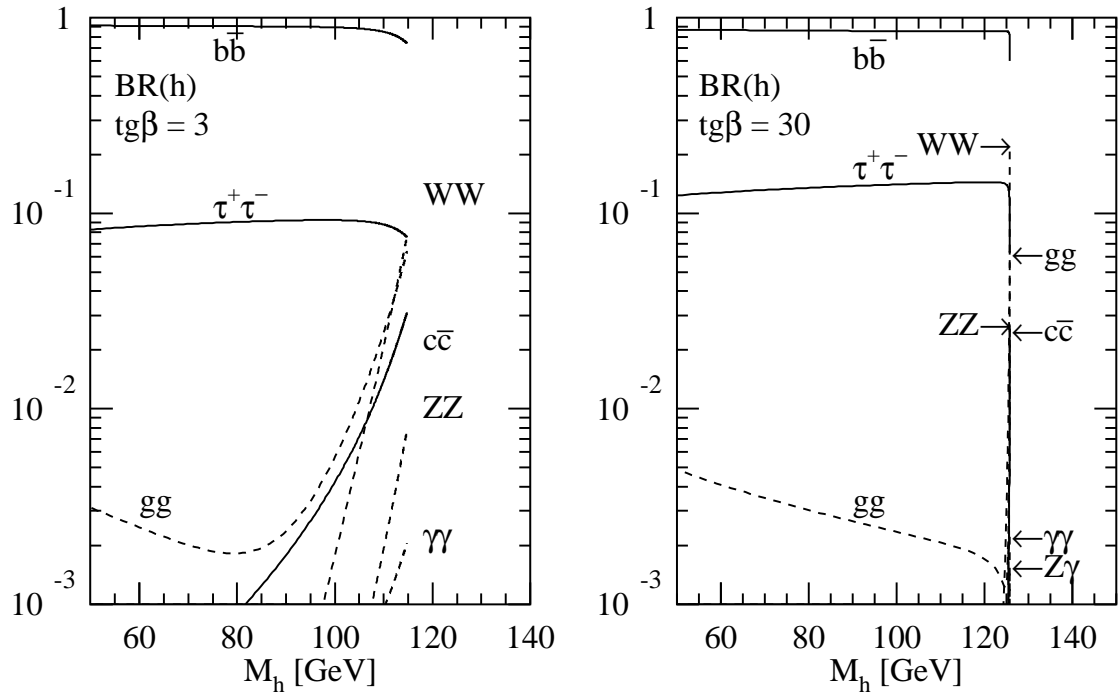 1
bb̄
BR(h)
tgβ = 3
10⁻¹
τ⁺τ⁻
WW
cc̄
10⁻²
ZZ
gg
γγ
10⁻³
60 80 100 120 140
M_h [GeV]
1
bb̄
BR(h)
tgβ = 30
WW
τ⁺τ⁻
10⁻¹
gg
ZZ
cc̄
10⁻²
gg
γγ
Zγ
10⁻³
60 80 100 120 140
M_h [GeV]